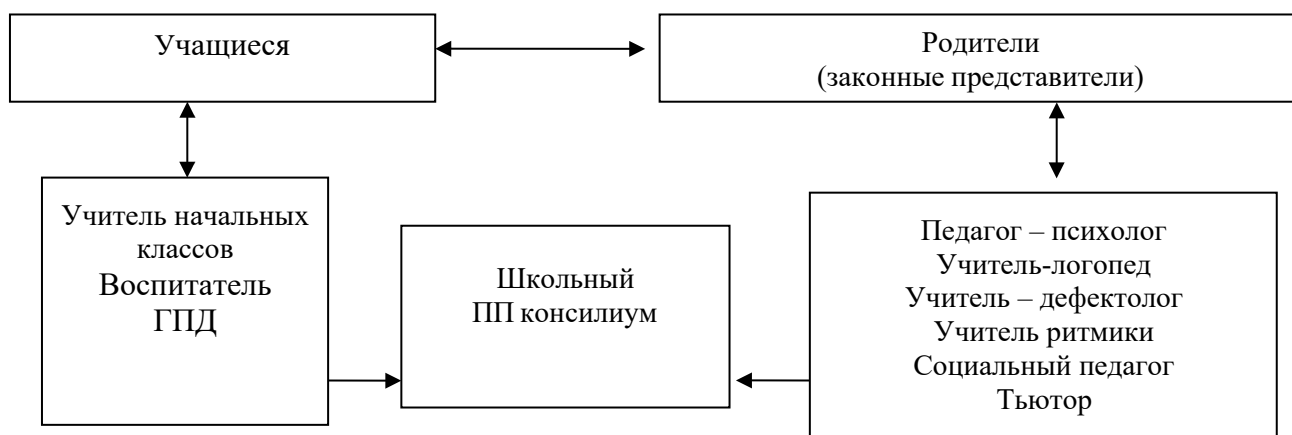 Учащиеся
Родители
(законные представители)
Учитель начальных
классов
Воспитатель
ГПД
Школьный
ПП консилиум
Педагог – психолог
Учитель-логопед
Учитель – дефектолог
Учитель ритмики
Социальный педагог
Тьютор